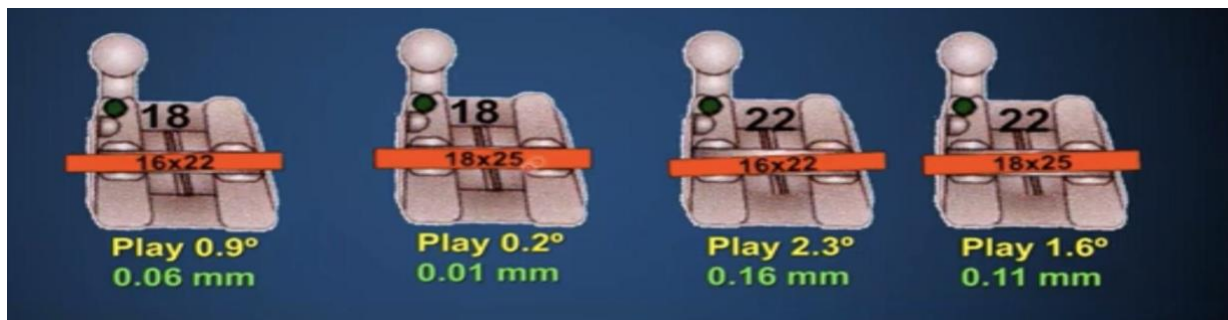 18
16x22
Play 0.9º
0.06 mm
18
18x25
Play 0.2º
0.01 mm
22
16x22
Play 2.3º
0.16 mm
22
18x25
Play 1.6º
0.11 mm